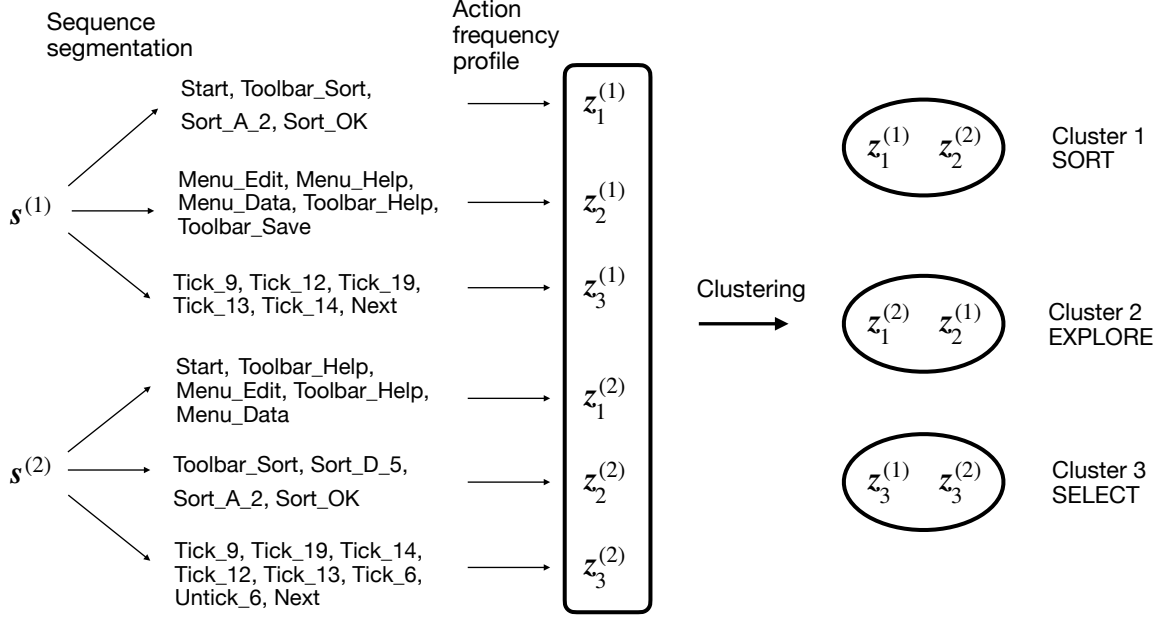 Sequence
segmentation
Action
frequency
profile
s^(1)
Start, Toolbar_Sort,
Sort_A_2, Sort_OK
z_1^(1)
Menu_Edit, Menu_Help,
Menu_Data, Toolbar_Help,
Toolbar_Save
z_2^(1)
Tick_9, Tick_12, Tick_19,
Tick_13, Tick_14, Next
z_3^(1)
s^(2)
Start, Toolbar_Help,
Menu_Edit, Toolbar_Help,
Menu_Data
z_1^(2)
Toolbar_Sort, Sort_D_5,
Sort_A_2, Sort_OK
z_2^(2)
Tick_9, Tick_19, Tick_14,
Tick_12, Tick_13, Tick_6,
Untick_6, Next
z_3^(2)
Clustering
z_1^(1) z_2^(2)
Cluster 1
SORT
z_1^(2) z_2^(1)
Cluster 2
EXPLORE
z_3^(1) z_3^(2)
Cluster 3
SELECT